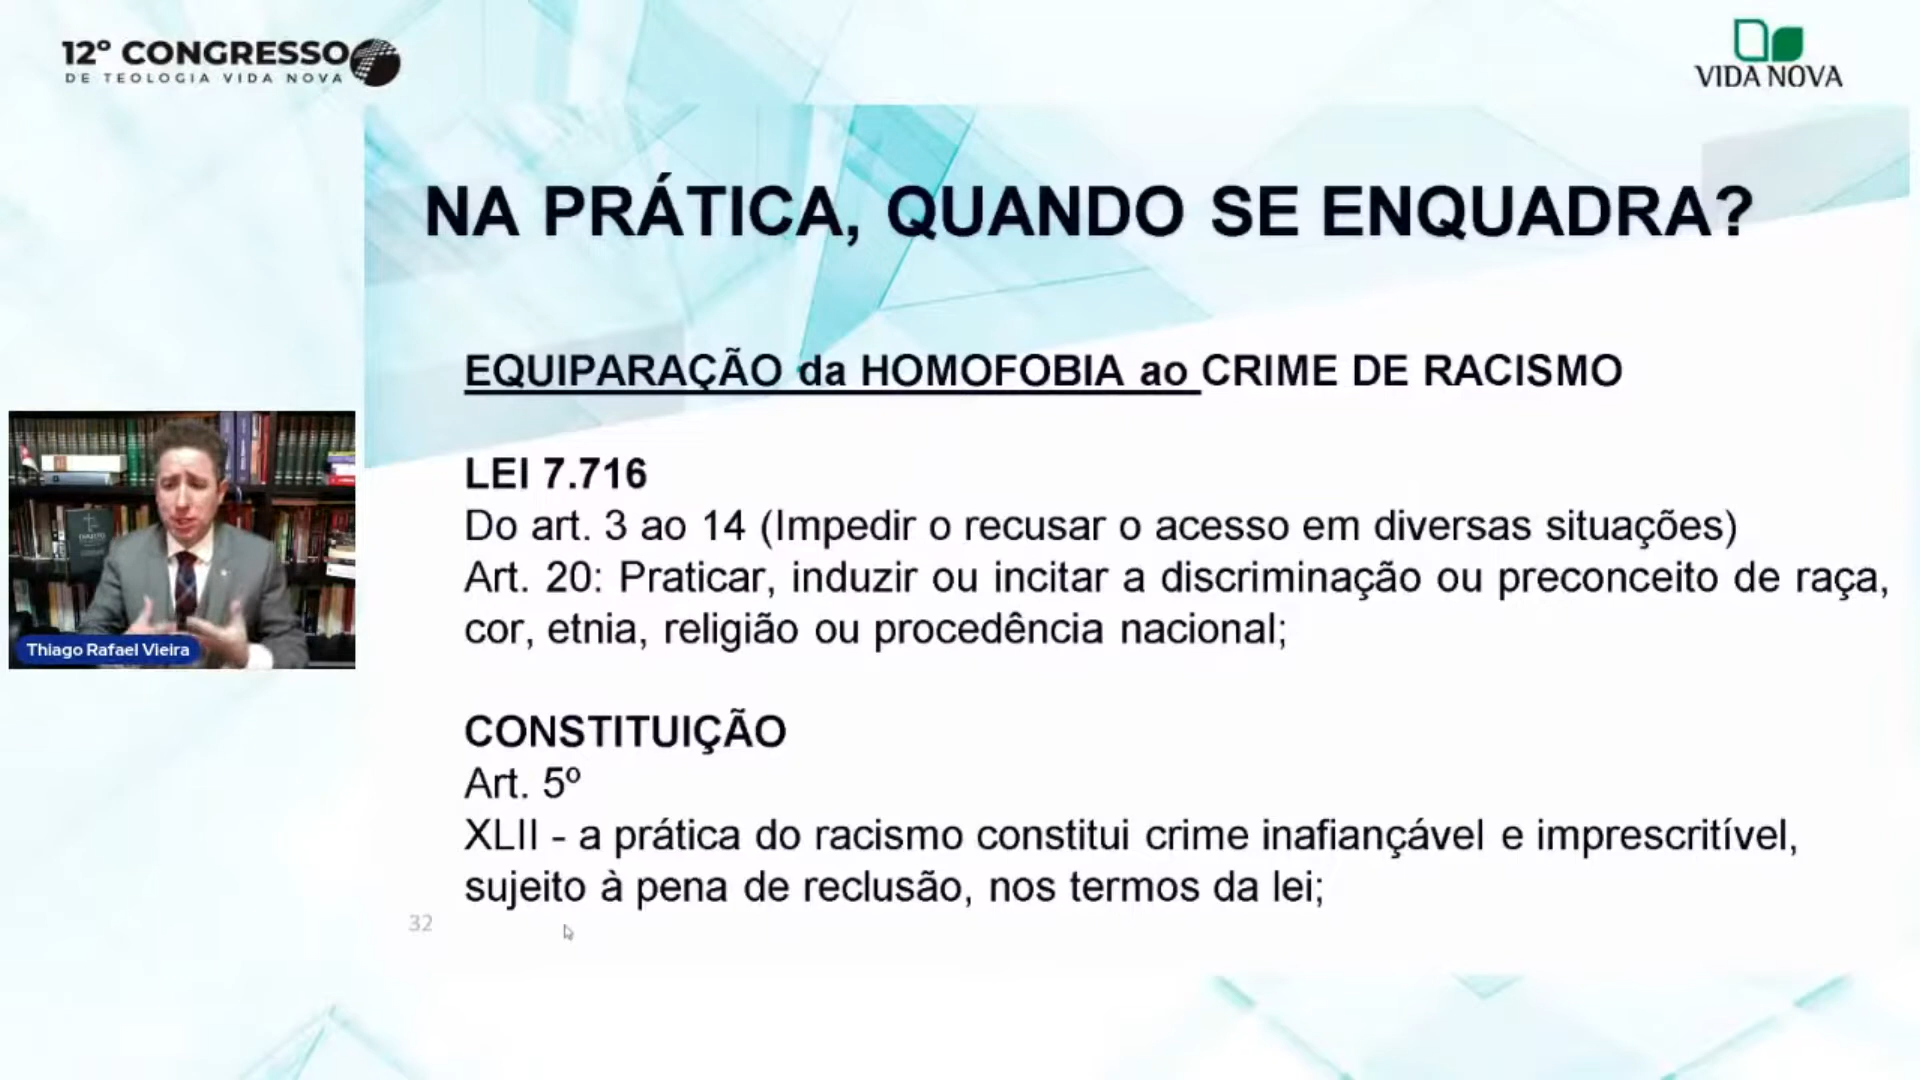 12º CONGRESSO
DE TEOLOGIA VIDA NOVA
VIDA NOVA
NA PRÁTICA, QUANDO SE ENQUADRA?
EQUIPARAÇÃO da HOMOFOBIA ao CRIME DE RACISMO
LEI 7.716
Do art. 3 ao 14 (Impedir o recusar o acesso em diversas situações)
Art. 20: Praticar, induzir ou incitar a discriminação ou preconceito de raça,
cor, etnia, religião ou procedência nacional;
Thiago Rafael Vieira
CONSTITUIÇÃO
Art. 5º
XLII - a prática do racismo constitui crime inafiançável e imprescritível,
sujeito à pena de reclusão, nos termos da lei;
32